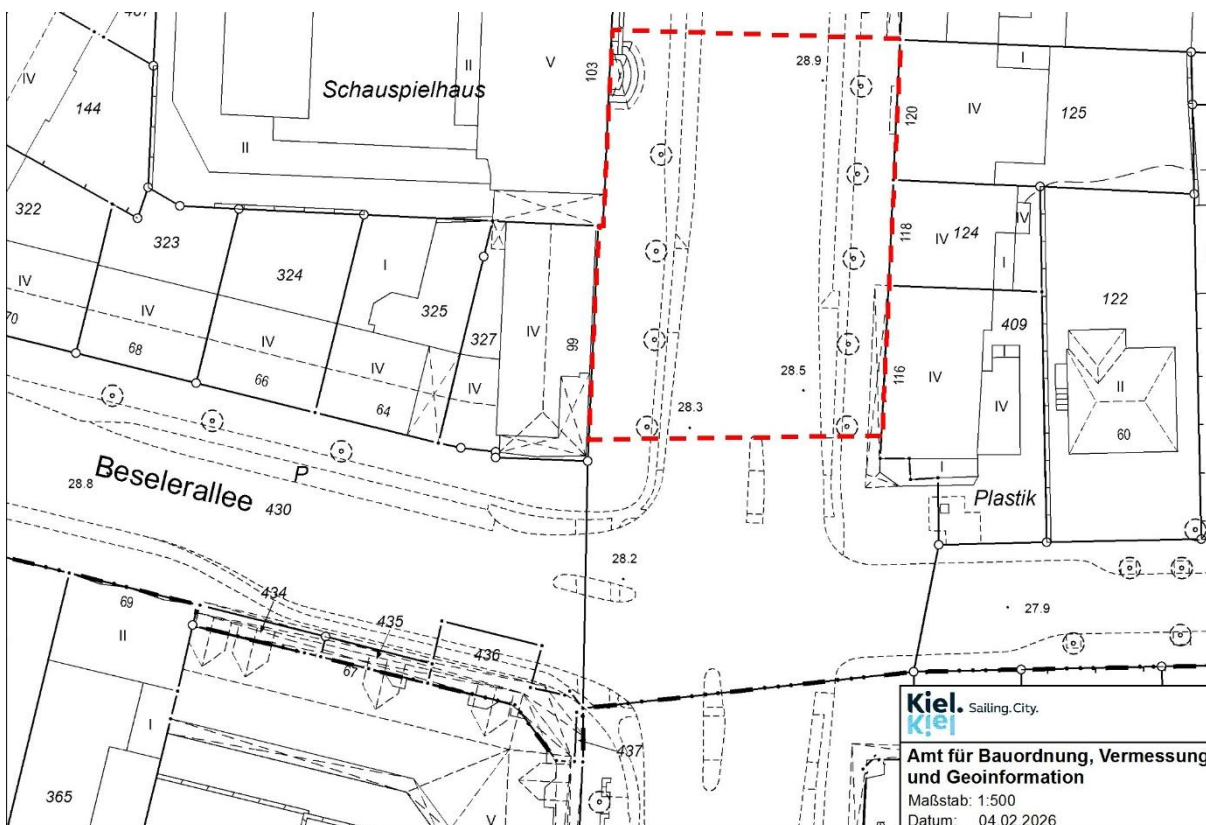 IV
144
Schauspielhaus
II
V
103
28.9
I
IV
120
125
II
322
323
324
I
IV
118
IV
124
I
325
327
IV
99
122
409
IV
IV
IV
IV
IV
70
68
66
64
28.5
28.3
116
IV
IV
II
60
I
Plastik
P
Beselerallee
28.8
430
28.2
27.9
69
434
435
436
67
II
I
437
365
V
Kiel. Sailing.City.
Kiel
Amt für Bauordnung, Vermessung
und Geoinformation
Maßstab: 1:500
Datum: 04.02.2026